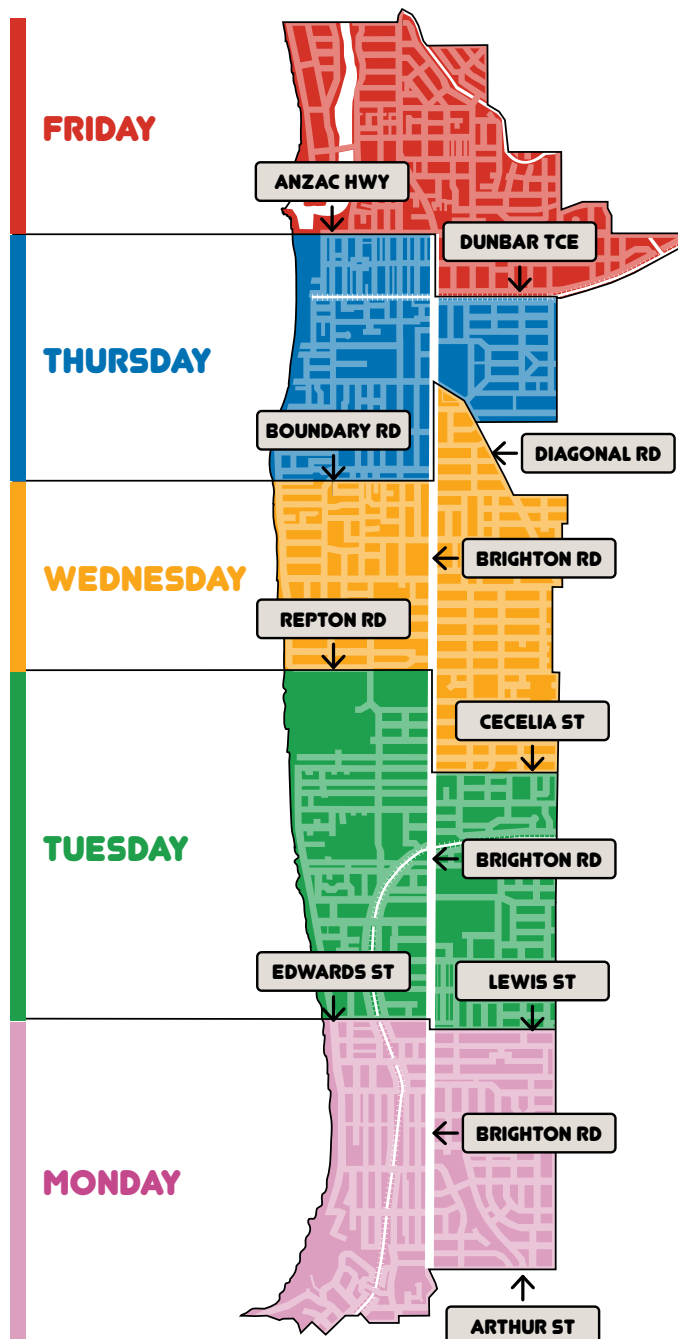 FRIDAY
ANZAC HWY
DUNBAR TCE
THURSDAY
BOUNDARY RD
DIAGONAL RD
WEDNESDAY
BRIGHTON RD
REPTON RD
CECELIA ST
TUESDAY
BRIGHTON RD
EDWARDS ST
LEWIS ST
BRIGHTON RD
MONDAY
ARTHUR ST